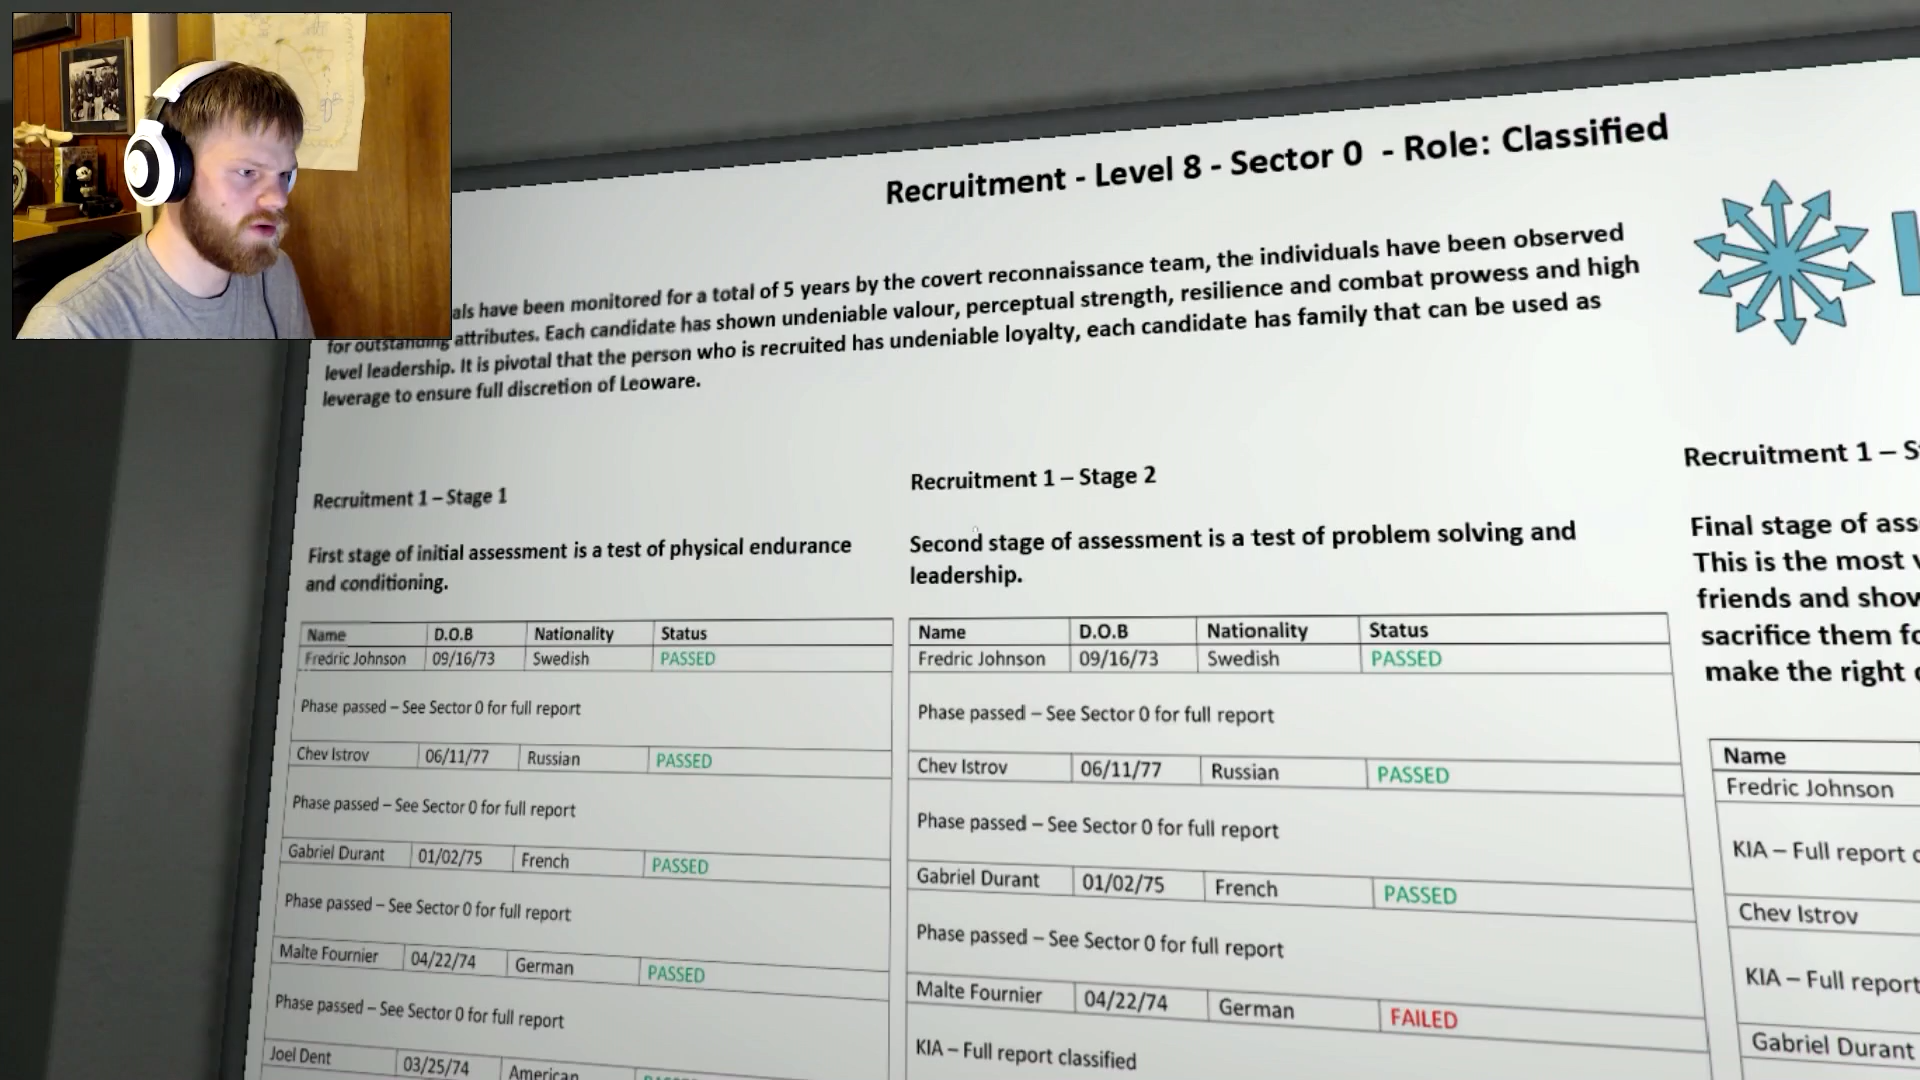 Recruitment - Level 8 - Sector 0 - Role: Classified
als have been monitored for a total of 5 years by the covert reconnaissance team, the individuals have been observed
for outstanding attributes. Each candidate has shown undeniable valour, perceptual strength, resilience and combat prowess and high
level leadership. It is pivotal that the person who is recruited has undeniable loyalty, each candidate has family that can be used as
leverage to ensure full discretion of Leoware.
Recruitment 1 – Stage 1
First stage of initial assessment is a test of physical endurance
and conditioning.
Name D.O.B Nationality Status
Fredric Johnson 09/16/73 Swedish PASSED
Phase passed – See Sector 0 for full report
Chev Istrov 06/11/77 Russian PASSED
Phase passed – See Sector 0 for full report
Gabriel Durant 01/02/75 French PASSED
Phase passed – See Sector 0 for full report
Malte Fournier 04/22/74 German PASSED
Phase passed – See Sector 0 for full report
Joel Dent 03/25/74 American
Recruitment 1 – Stage 2
Second stage of assessment is a test of problem solving and
leadership.
Name D.O.B Nationality Status
Fredric Johnson 09/16/73 Swedish PASSED
Phase passed – See Sector 0 for full report
Chev Istrov 06/11/77 Russian PASSED
Phase passed – See Sector 0 for full report
Gabriel Durant 01/02/75 French PASSED
Phase passed – See Sector 0 for full report
Malte Fournier 04/22/74 German FAILED
KIA – Full report classified
Recruitment 1 – S
Final stage of ass
This is the most
friends and show
sacrifice them fo
make the right
Name
Fredric Johnson
KIA – Full report
Chev Istrov
KIA – Full report
Gabriel Durant